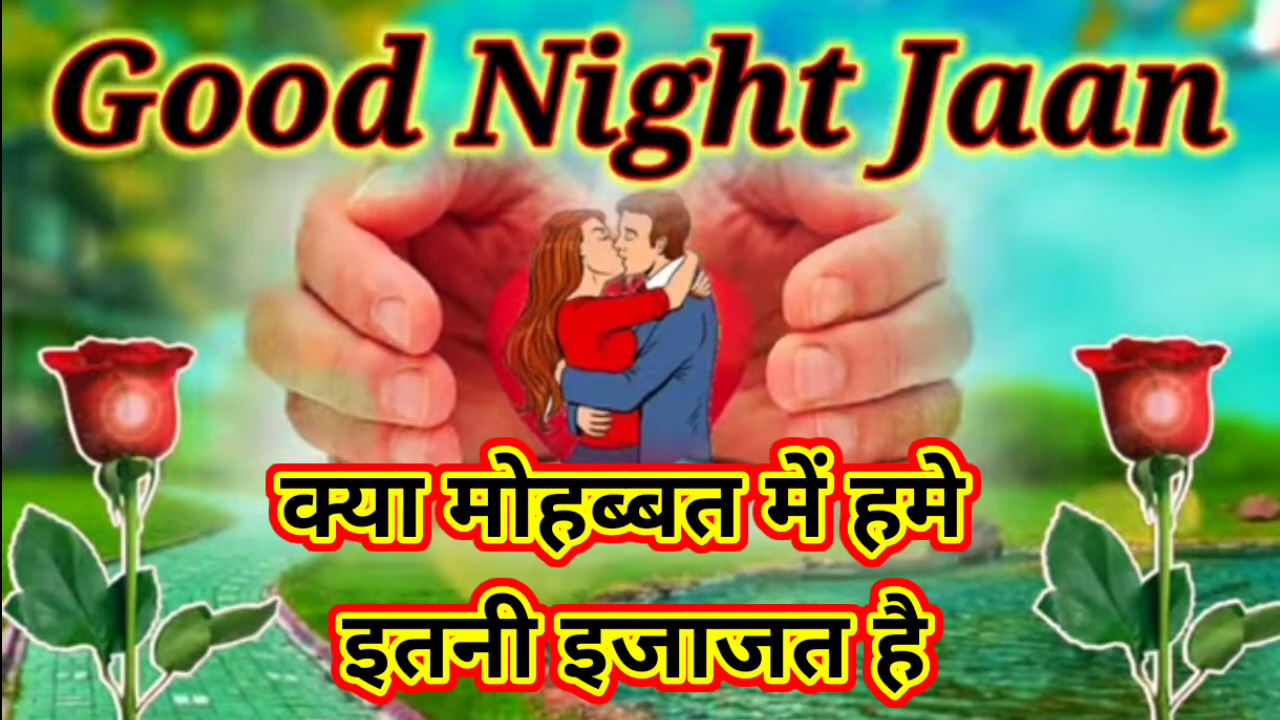 Good Night Jaan
क्या मोहब्बत में हमे
इतनी इजाजत है